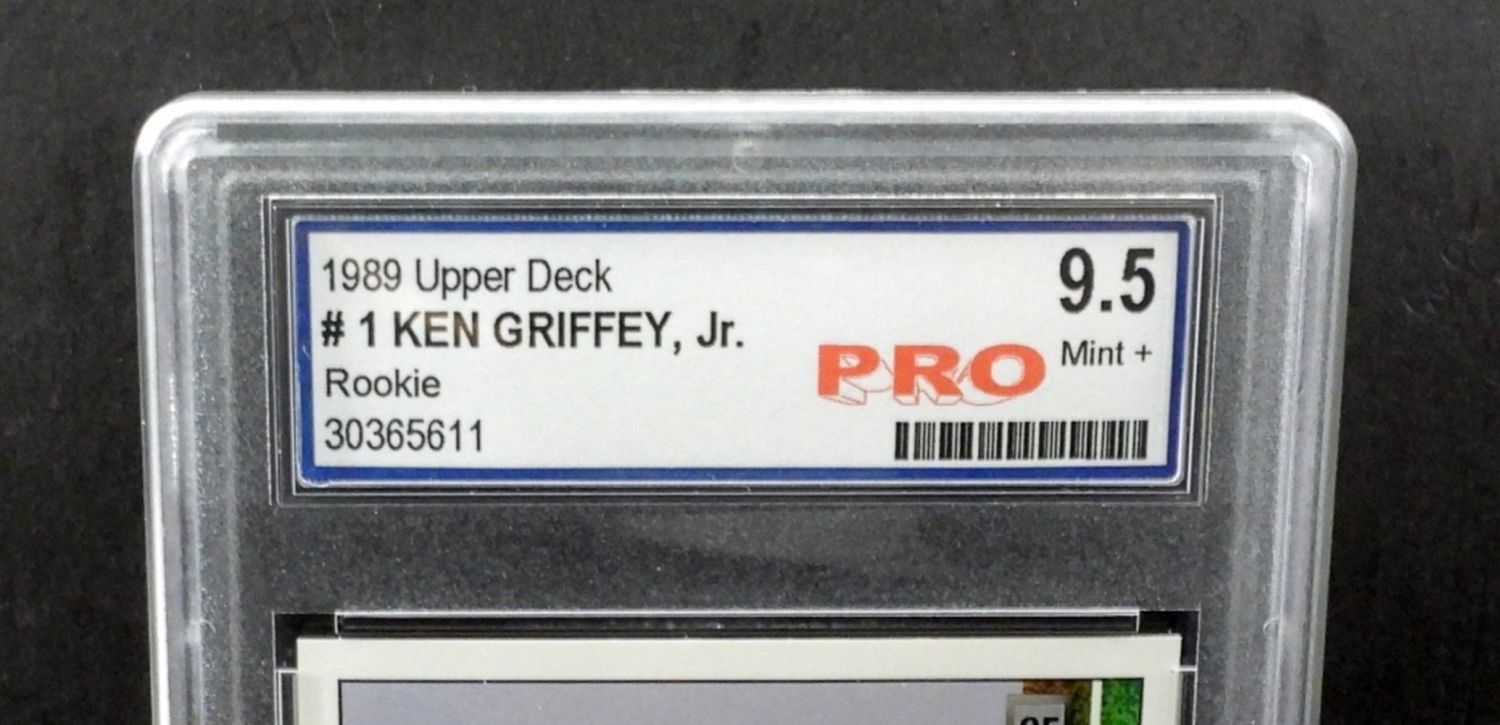 1989 Upper Deck
# 1 KEN GRIFFEY, Jr.
Rookie
30365611
9.5
Mint +
PRO